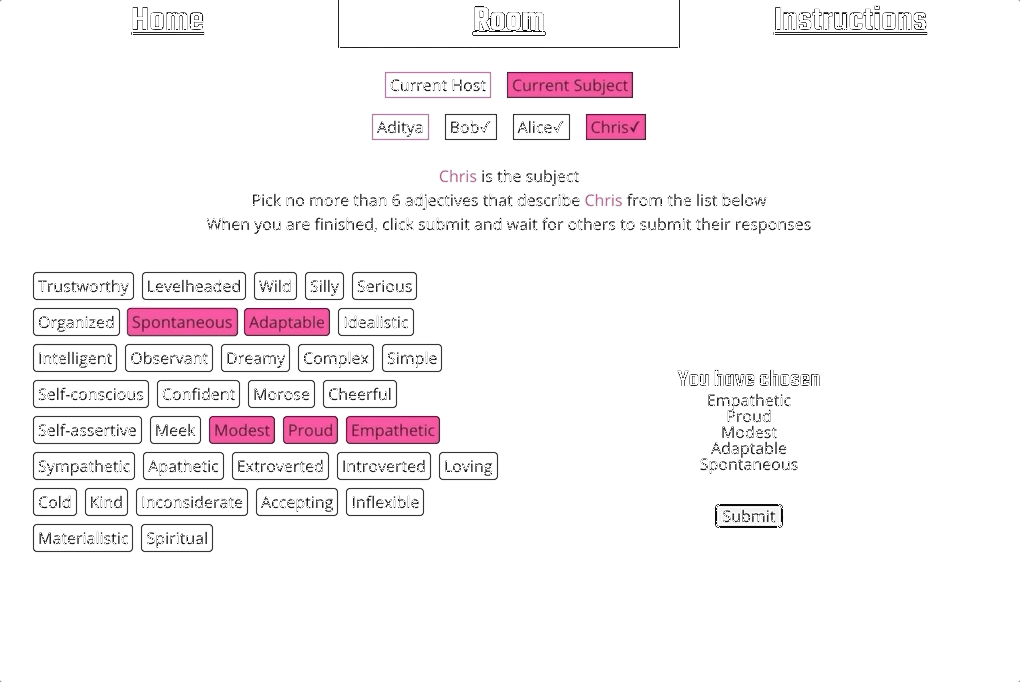 Home Room Instructions
Current Host Current Subject
Aditya Bob✓ Alice✓ Chris✓
Chris is the subject
Pick no more than 6 adjectives that describe Chris from the list below
When you are finished, click submit and wait for others to submit their responses
Trustworthy Levelheaded Wild Silly Serious
Organized Spontaneous Adaptable Idealistic
Intelligent Observant Dreamy Complex Simple
Self-conscious Confident Morose Cheerful
Self-assertive Meek Modest Proud Empathetic
Sympathetic Apathetic Extroverted Introverted Loving
Cold Kind Inconsiderate Accepting Inflexible
Materialistic Spiritual
You have chosen
Empathetic
Proud
Modest
Adaptable
Spontaneous
Submit